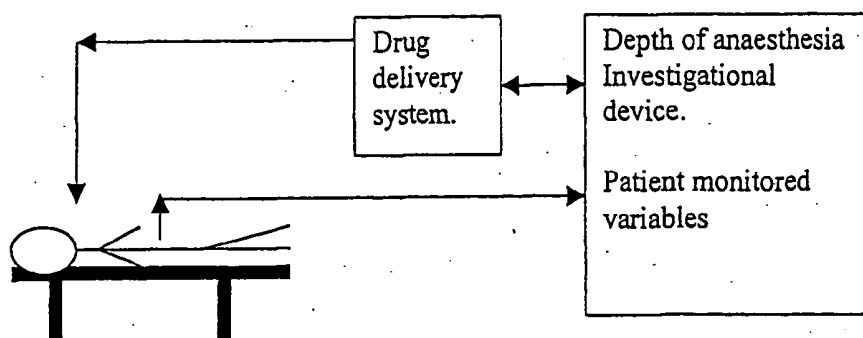 Drug
delivery
system.
Depth of anaesthesia
Investigational
device.
Patient monitored
variables